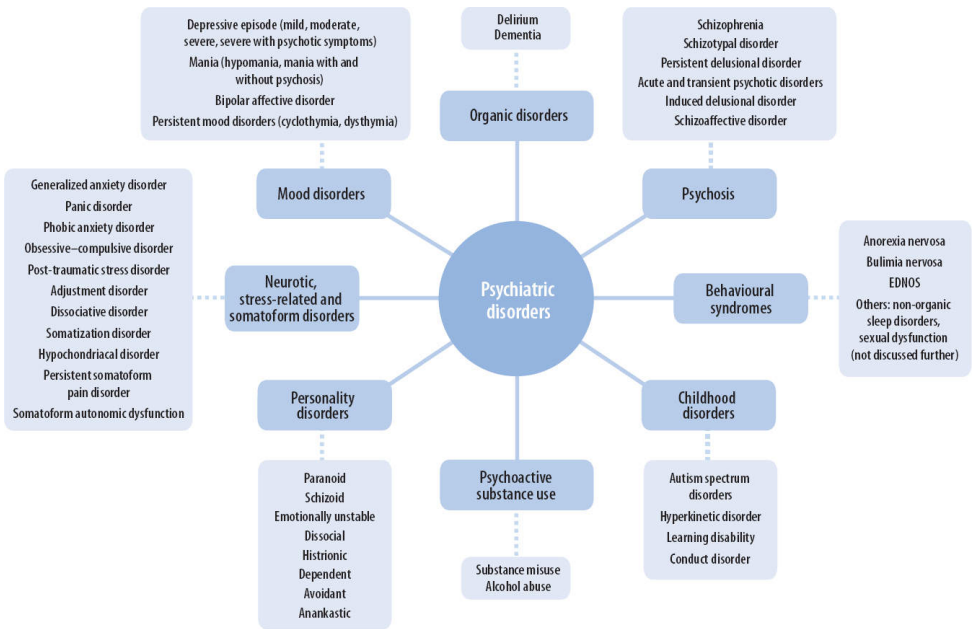 Psychiatric
disorders
Organic disorders
Delirium
Dementia
Psychosis
Schizophrenia
Schizotypal disorder
Persistent delusional disorder
Acute and transient psychotic disorders
Induced delusional disorder
Schizoaffective disorder
Behavioural
syndromes
Anorexia nervosa
Bulimia nervosa
EDNOS
Others: non-organic
sleep disorders,
sexual dysfunction
(not discussed further)
Childhood
disorders
Autism spectrum
disorders
Hyperkinetic disorder
Learning disability
Conduct disorder
Psychoactive
substance use
Substance misuse
Alcohol abuse
Personality
disorders
Paranoid
Schizoid
Emotionally unstable
Dissocial
Histrionic
Dependent
Avoidant
Anankastic
Neurotic,
stress-related and
somatoform disorders
Generalized anxiety disorder
Panic disorder
Phobic anxiety disorder
Obsessive–compulsive disorder
Post-traumatic stress disorder
Adjustment disorder
Dissociative disorder
Somatization disorder
Hypochondriacal disorder
Persistent somatoform
pain disorder
Somatoform autonomic dysfunction
Mood disorders
Depressive episode (mild, moderate,
severe, severe with psychotic symptoms)
Mania (hypomania, mania with and
without psychosis)
Bipolar affective disorder
Persistent mood disorders (cyclothymia, dysthymia)